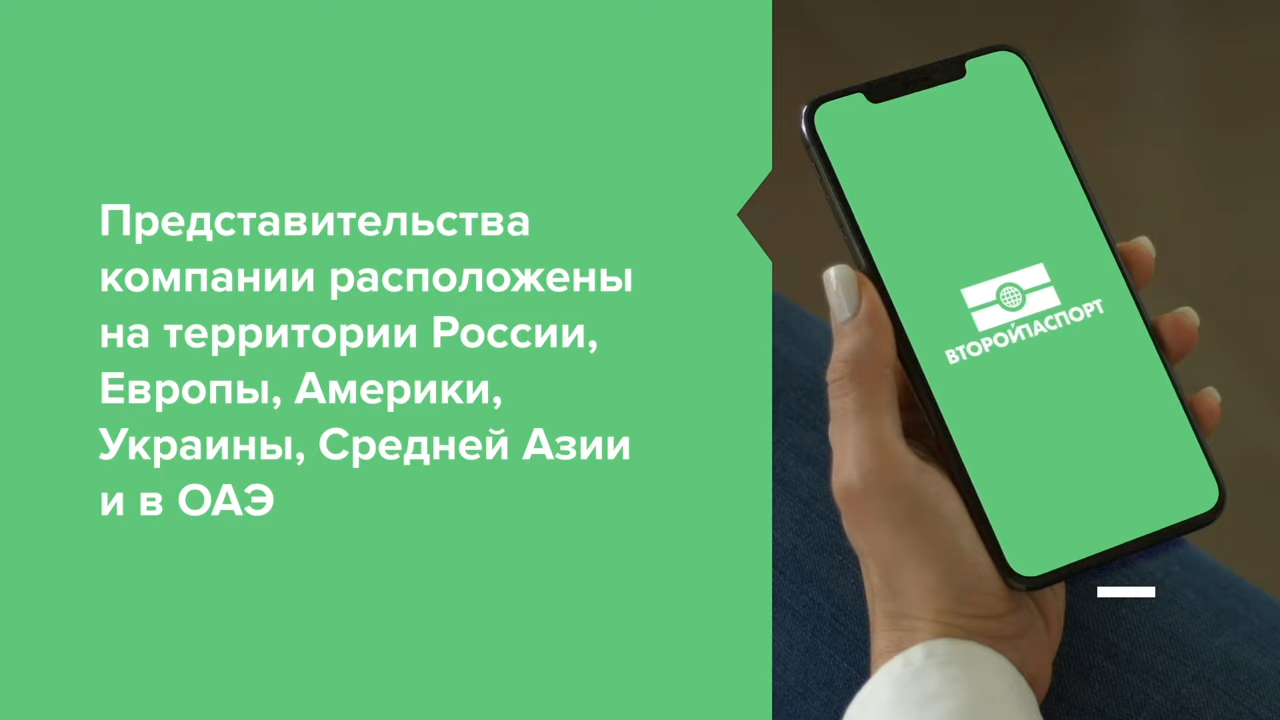 Представительства
компании расположены
на территории России,
Европы, Америки,
Украины, Средней Азии
и в ОАЭ
ВТОРОЙПАСПОРТ